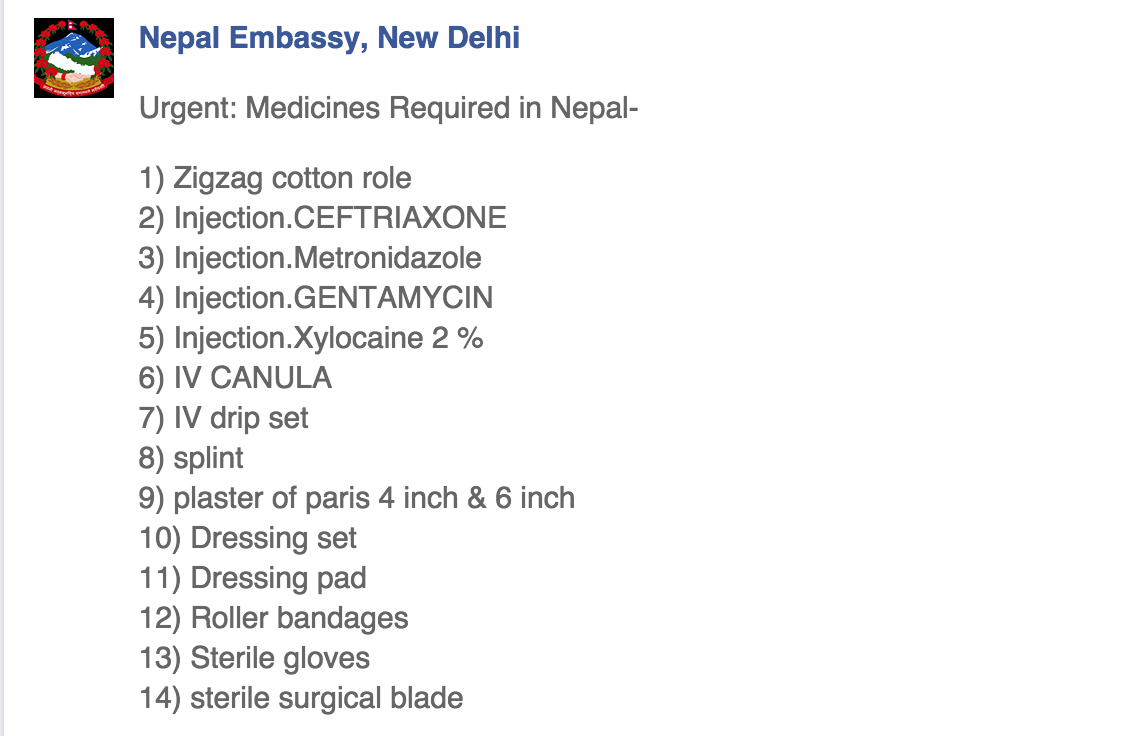 Nepal Embassy, New Delhi
Urgent: Medicines Required in Nepal-
1) Zigzag cotton role
2) Injection.CEFTRIAXONE
3) Injection.Metronidazole
4) Injection.GENTAMYCIN
5) Injection.Xylocaine 2 %
6) IV CANULA
7) IV drip set
8) splint
9) plaster of paris 4 inch & 6 inch
10) Dressing set
11) Dressing pad
12) Roller bandages
13) Sterile gloves
14) sterile surgical blade